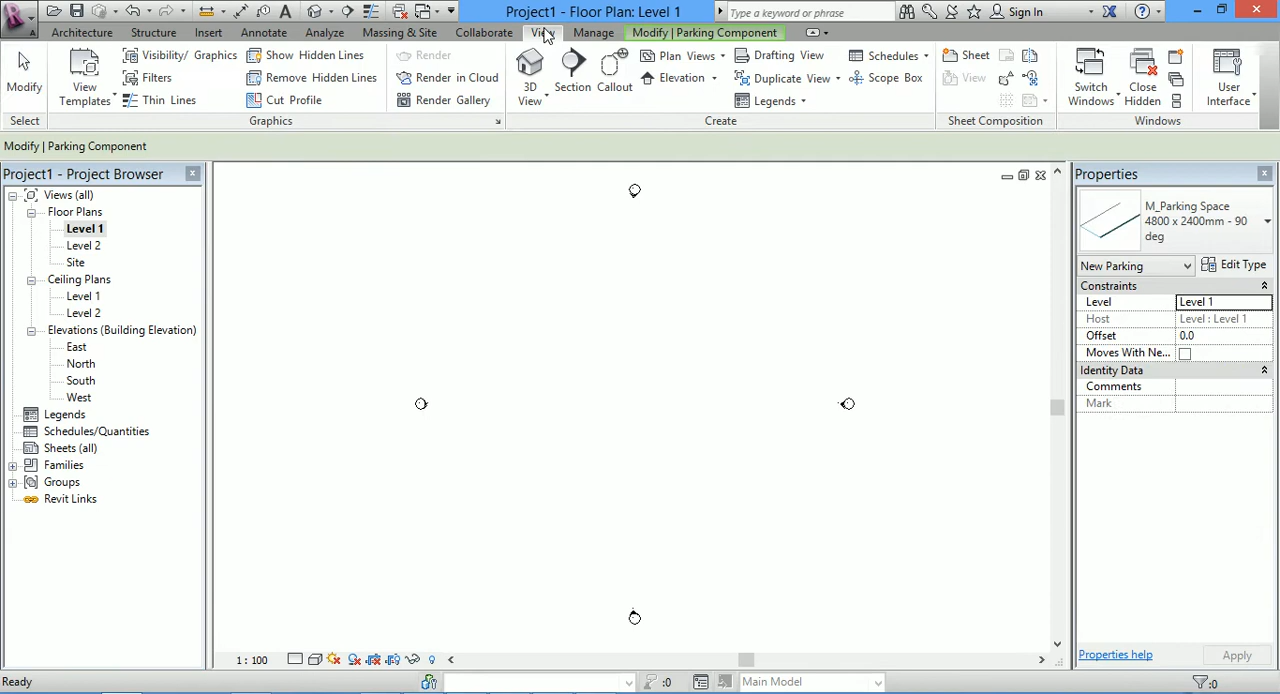 Project1 - Floor Plan: Level 1
Type a keyword or phrase
Sign In
Architecture Structure Insert Annotate Analyze Massing & Site Collaborate View Manage Modify | Parking Component
Modify
View Templates
Visibility/ Graphics
Filters
Thin Lines
Show Hidden Lines
Remove Hidden Lines
Cut Profile
Render
Render in Cloud
Render Gallery
3D View
Section
Callout
Plan Views
Elevation
Drafting View
Duplicate View
Legends
Schedules
Scope Box
Sheet
View
Switch Windows
Close Hidden
User Interface
Select Graphics Create Sheet Composition Windows
Modify | Parking Component
Project1 - Project Browser
Views (all)
Floor Plans
Level 1
Level 2
Site
Ceiling Plans
Level 1
Level 2
Elevations (Building Elevation)
East
North
South
West
Legends
Schedules/Quantities
Sheets (all)
Families
Groups
Revit Links
Properties
M_Parking Space
4800 x 2400mm - 90
deg
New Parking Edit Type
Constraints
Level Level 1
Host Level : Level 1
Offset 0.0
Moves With Ne...
Identity Data
Comments
Mark
Properties help Apply
1 : 100
Ready :0 Main Model :0